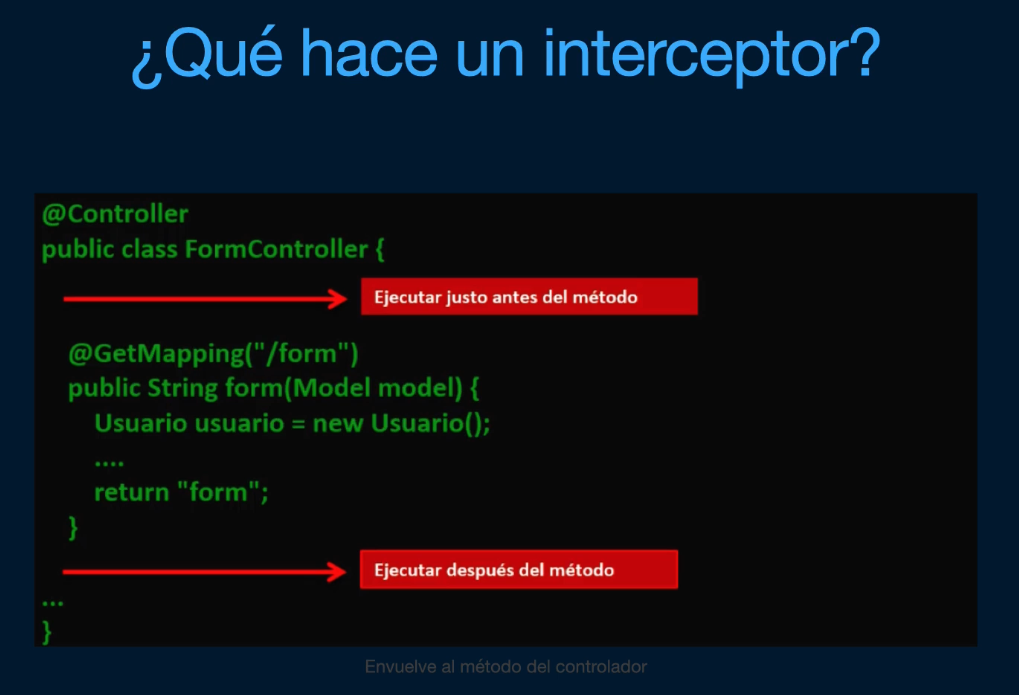 ¿Qué hace un interceptor?
@Controller
public class FormController {
Ejecutar justo antes del método
@GetMapping("/form")
public String form(Model model) {
Usuario usuario = new Usuario();
....
return "form";
}
Ejecutar después del método
...
}
Envuelve al método del controlador